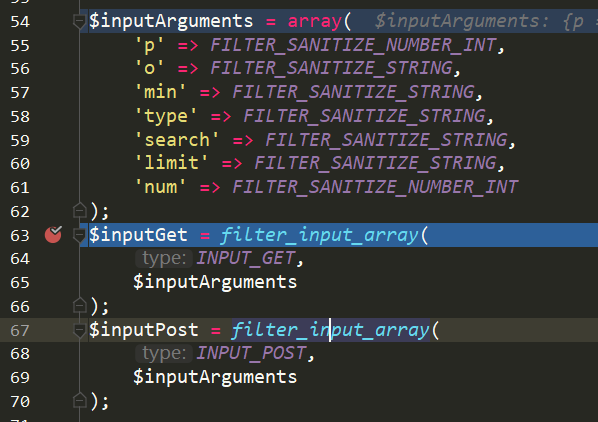 54 $inputArguments = array( $inputArguments: {p =
55 'p' => FILTER_SANITIZE_NUMBER_INT,
56 'o' => FILTER_SANITIZE_STRING,
57 'min' => FILTER_SANITIZE_STRING,
58 'type' => FILTER_SANITIZE_STRING,
59 'search' => FILTER_SANITIZE_STRING,
60 'limit' => FILTER_SANITIZE_STRING,
61 'num' => FILTER_SANITIZE_NUMBER_INT
62 );
63 $inputGet = filter_input_array(
64 type: INPUT_GET,
65 $inputArguments
66 );
67 $inputPost = filter_input_array(
68 type: INPUT_POST,
69 $inputArguments
70 );